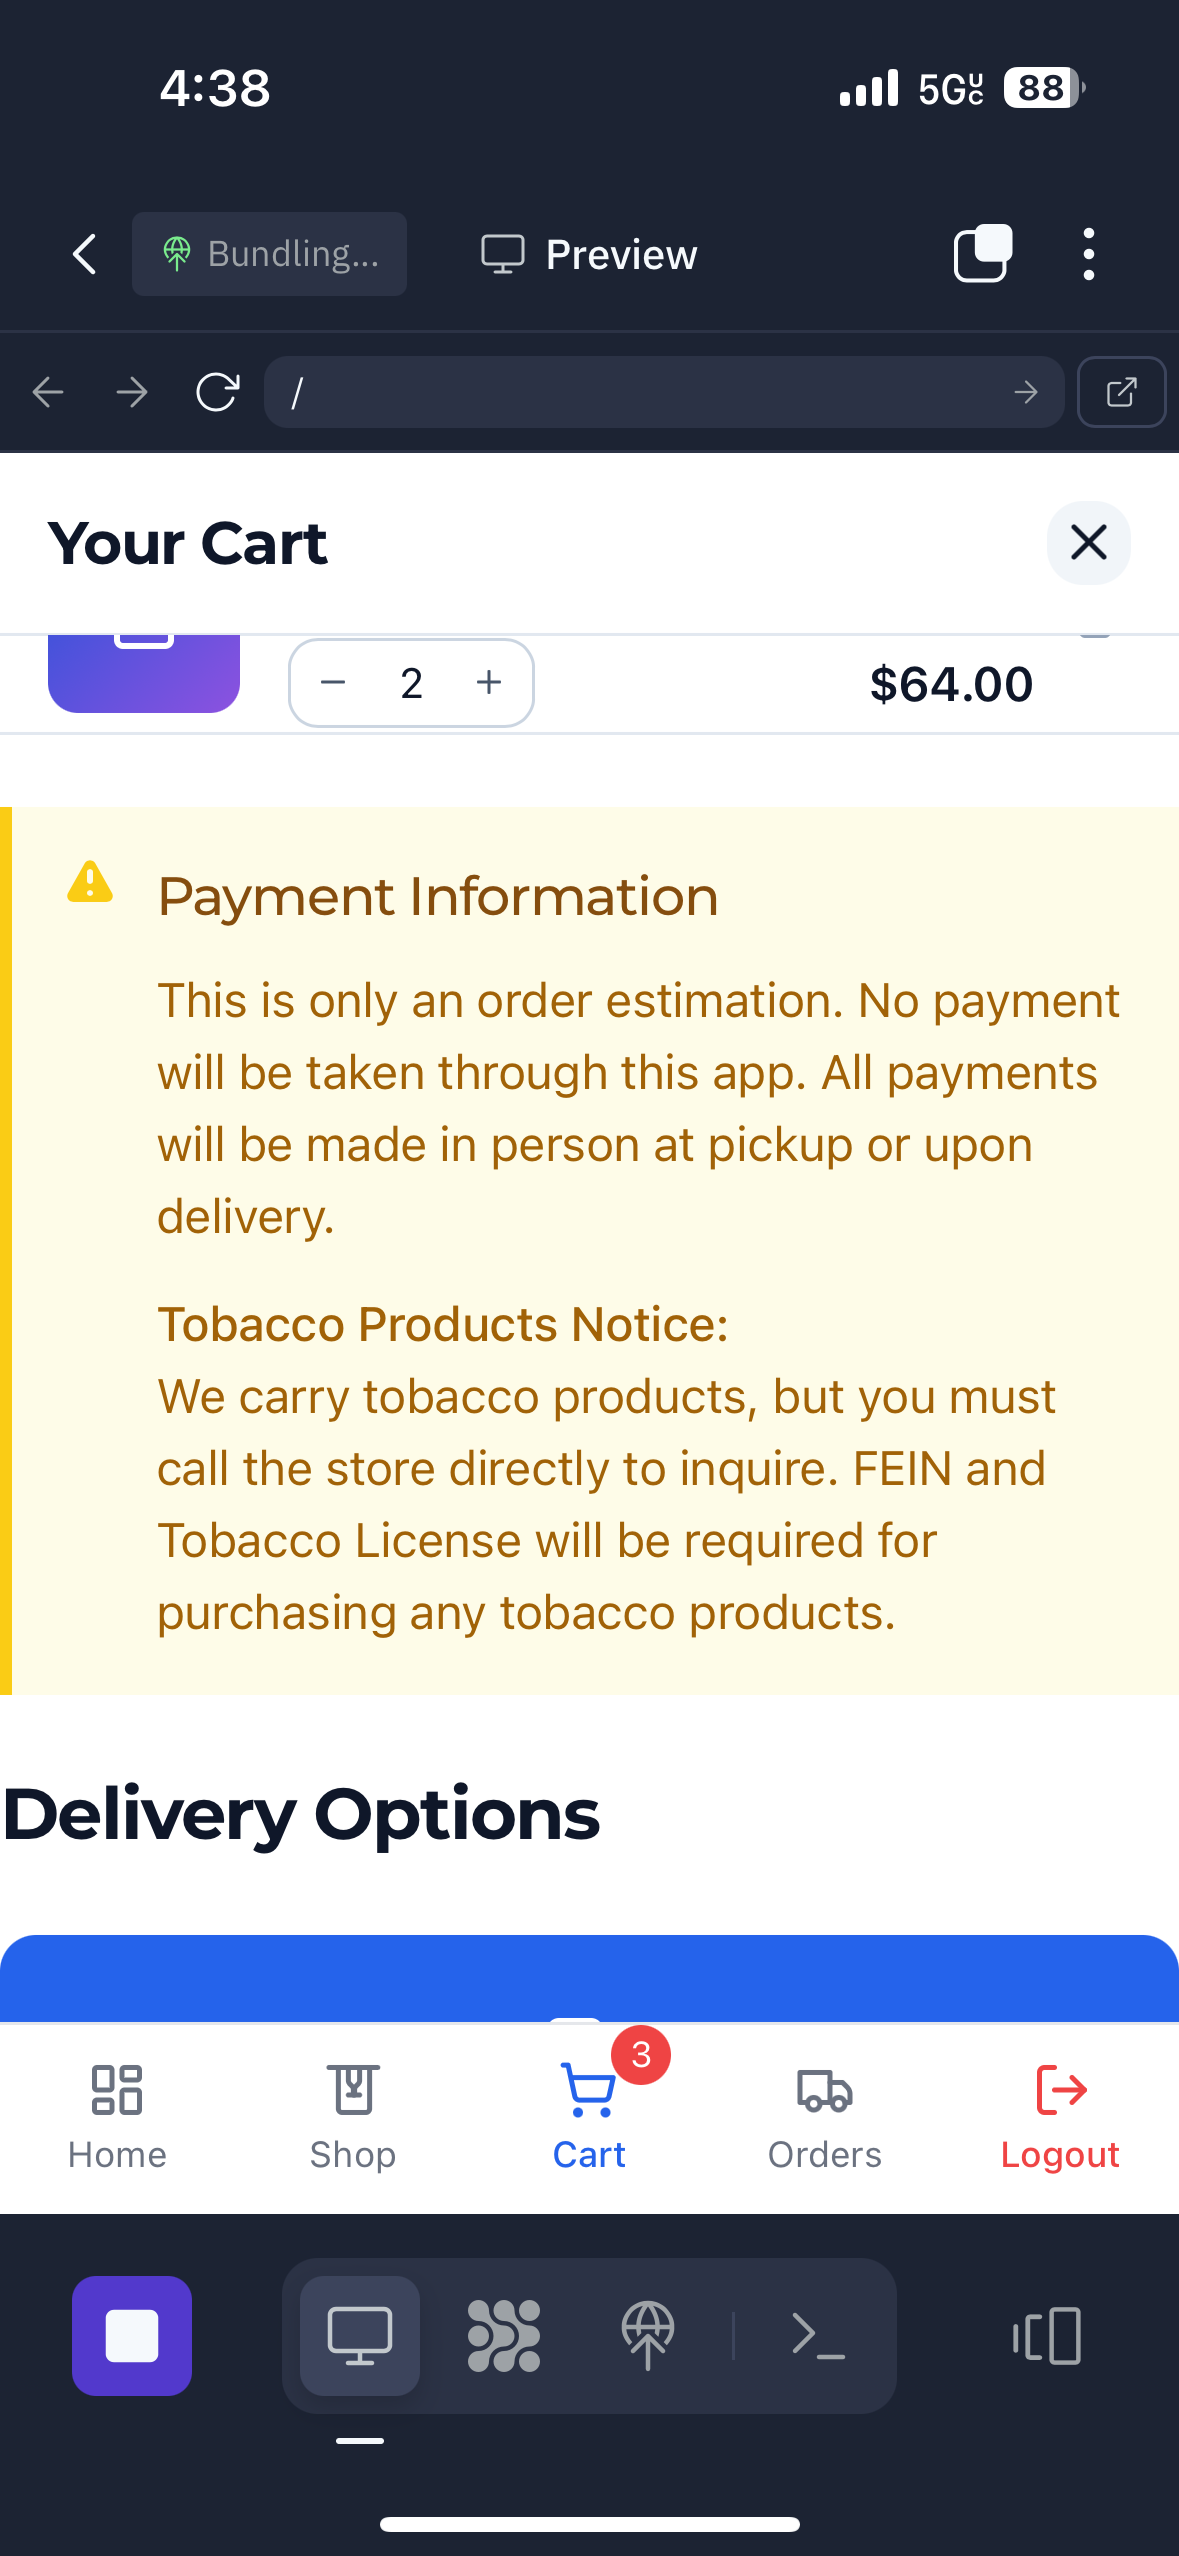 4:38
5G UC
88
Bundling...
Preview
/
Your Cart
2
$64.00
Payment Information
This is only an order estimation. No payment
will be taken through this app. All payments
will be made in person at pickup or upon
delivery.
Tobacco Products Notice:
We carry tobacco products, but you must
call the store directly to inquire. FEIN and
Tobacco License will be required for
purchasing any tobacco products.
Delivery Options
3
Home
Shop
Cart
Orders
Logout